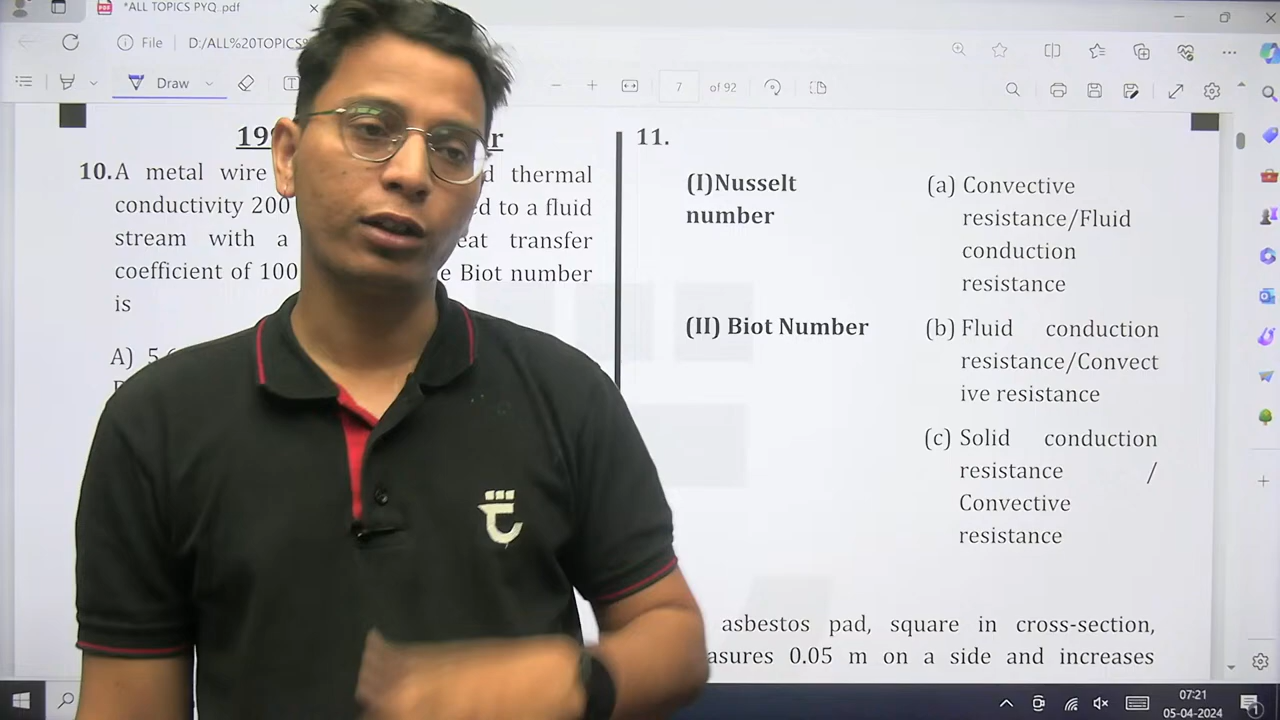 *ALL TOPICS PYQ.pdf
File D:/ALL%20TOPICS
Draw
7 of 92
10. A metal wire
thermal
conductivity 200
to a fluid
stream with a
transfer
coefficient of 100
Biot number
is
A)
11.
(I)Nusselt
number
(a) Convective
resistance/Fluid
conduction
resistance
(II) Biot Number
(b) Fluid conduction
resistance/Convect
ive resistance
(c) Solid conduction
resistance /
Convective
resistance
asbestos pad, square in cross-section,
0.05 m on a side and increases
07:21
05-04-2024